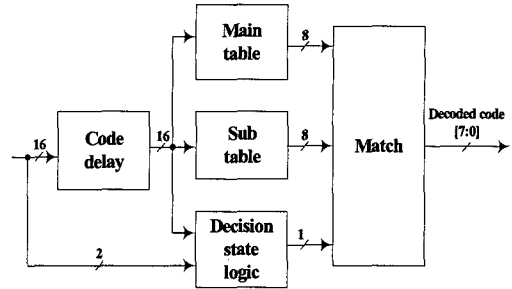 Main
table
8
16
Code
delay
16
Sub
table
8
Match
Decoded code
[7:0]
2
Decision
state
logic
1